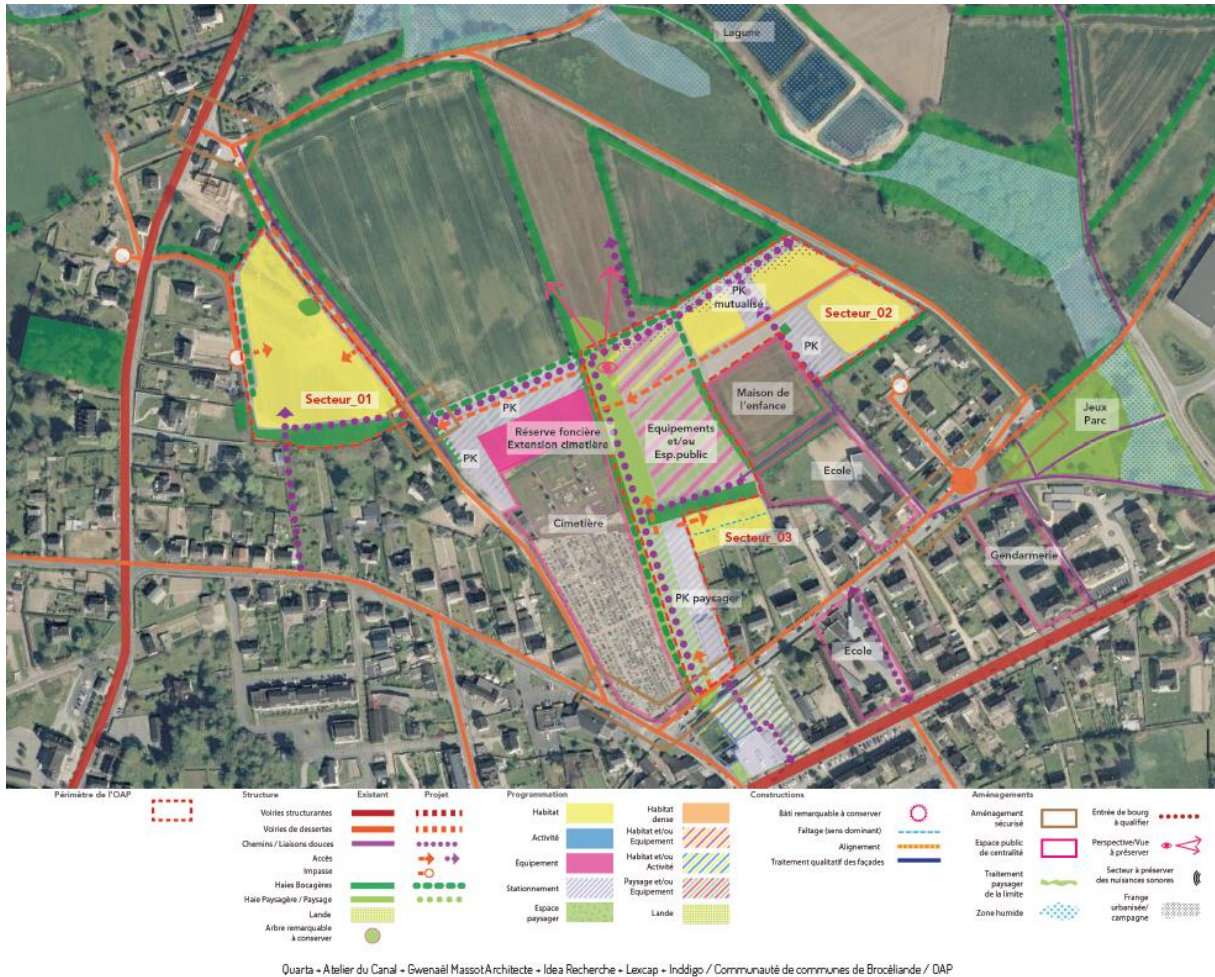 Lagune
PK
mutualisé
Secteur_02
Secteur_01
PK
PK
Maison de
l'enfance
Jeux
Parc
Réserve foncière
Extension cimetière
Equipements
et/ou
Esp.public
PK
Ecole
Cimetière
Secteur_03
Gendarmerie
PK paysager
Ecole
Périmètre de l'OAP
Structure
Existant
Projet
Voiries structurantes
Voiries de dessertes
Chemins / Liaisons douces
Accès
Impasse
Haies Bocagères
Haie Paysagère / Paysage
Lande
Arbre remarquable
à conserver
Programmation
Habitat
Activité
Équipement
Stationnement
Espace
paysager
Habitat
dense
Habitat et/ou
Equipement
Habitat et/ou
Activité
Paysage et/ou
Equipement
Lande
Constructions
Bâti remarquable à conserver
Faîtage (sens dominant)
Alignement
Traitement qualitatif des façades
Aménagements
Aménagement
sécurisé
Espace public
de centralité
Traitement
paysager
de la limite
Zone humide
Entrée de bourg
à qualifier
Perspective/Vue
à préserver
Secteur à préserver
des nuisances sonores
Frange
urbanisée/
campagne
Quarta + Atelier du Canal + Gwenaël Massot Architecte + Idea Recherche + Lexcap + Inddigo / Communauté de communes de Brocéliande / OAP